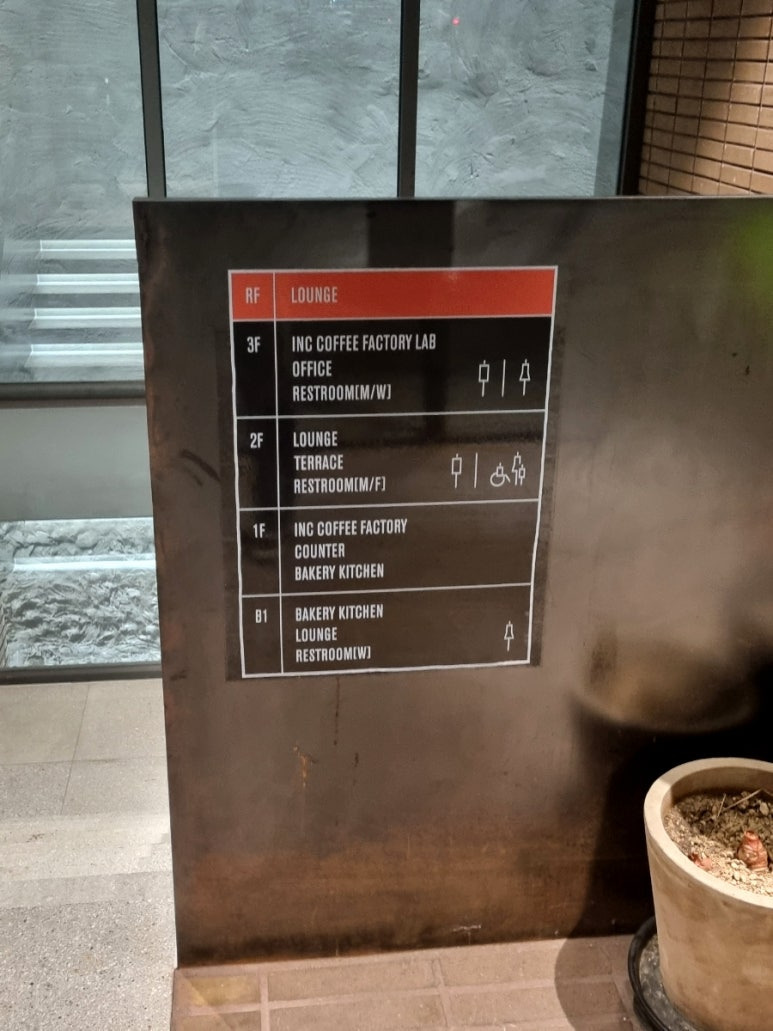 RF LOUNGE
3F INC COFFEE FACTORY LAB
OFFICE
RESTROOM[M/W]
2F LOUNGE
TERRACE
RESTROOM[M/F]
1F INC COFFEE FACTORY
COUNTER
BAKERY KITCHEN
B1 BAKERY KITCHEN
LOUNGE
RESTROOM[W]